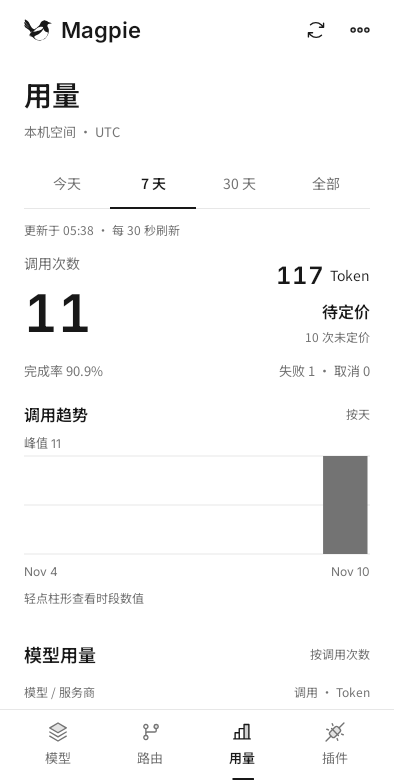 Magpie
用量
本机空间 · UTC
今天 7 天 30 天 全部
更新于 05:38 · 每 30 秒刷新
调用次数
11
117 Token
待定价
10 次未定价
完成率 90.9%
失败 1 · 取消 0
调用趋势
按天
峰值 11
Nov 4
Nov 10
轻点柱形查看时段数值
模型用量
按调用次数
模型 / 服务商
调用 · Token
模型 路由 用量 插件